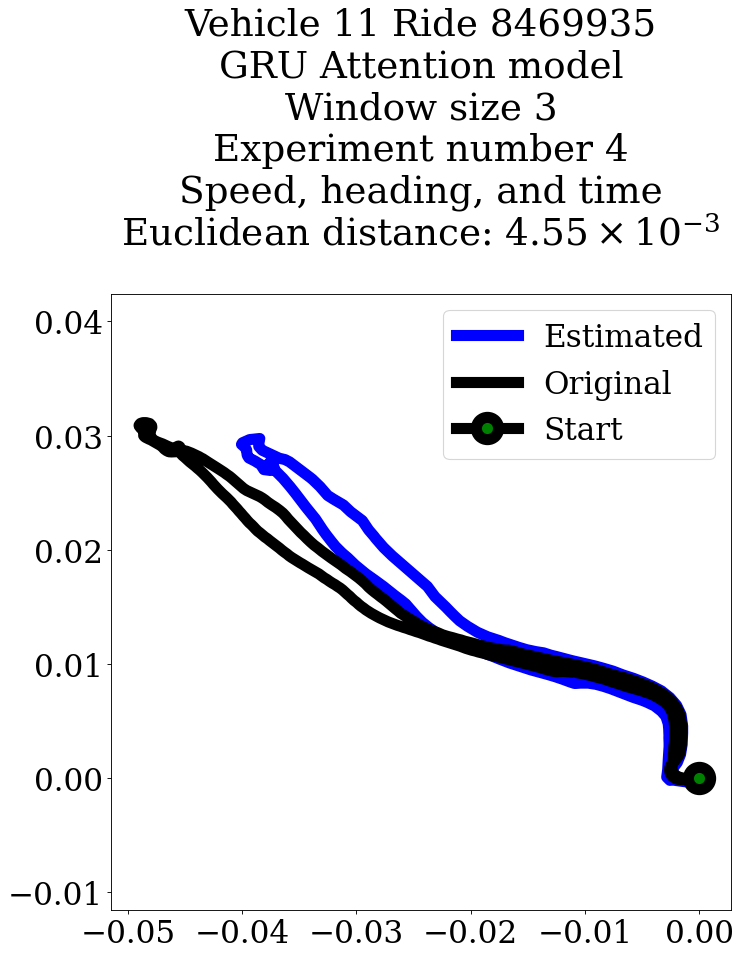 Vehicle 11 Ride 8469935
GRU Attention model
Window size 3
Experiment number 4
Speed, heading, and time
Euclidean distance: 4.55 × 10⁻³
Estimated
Original
Start
0.04
0.03
0.02
0.01
0.00
−0.01
−0.05 −0.04 −0.03 −0.02 −0.01 0.00